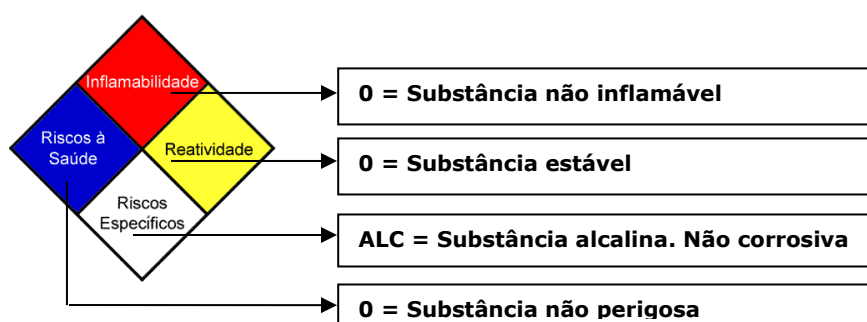 Inflamabilidade
0 = Substância não inflamável
Riscos à
Saúde
Reatividade
0 = Substância estável
Riscos
Específicos
ALC = Substância alcalina. Não corrosiva
0 = Substância não perigosa